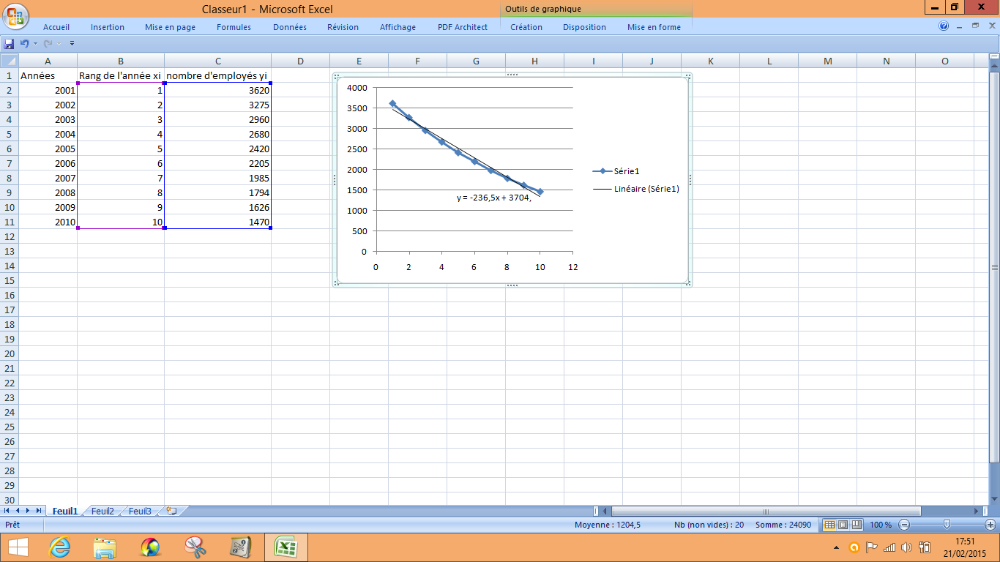 Classeur1 - Microsoft Excel
Outils de graphique
Accueil Insertion Mise en page Formules Données Révision Affichage PDF Architect Création Disposition Mise en forme
A B C D E F G H I J K L M N O
1 Années Rang de l'année xi nombre d'employés yi
2 2001 1 3620
3 2002 2 3275
4 2003 3 2960
5 2004 4 2680
6 2005 5 2420
7 2006 6 2205
8 2007 7 1985
9 2008 8 1794
10 2009 9 1626
11 2010 10 1470
12
13
14
15
16
17
18
19
20
21
22
23
24
25
26
27
28
29
30
4000
3500
3000
2500
2000
1500
1000
500
0
0 2 4 6 8 10 12
y = -236,5x + 3704,
Série1
Linéaire (Série1)
Feuil1 Feuil2 Feuil3
Prêt Moyenne : 1204,5 Nb (non vides) : 20 Somme : 24090 100 %
17:51
21/02/2015